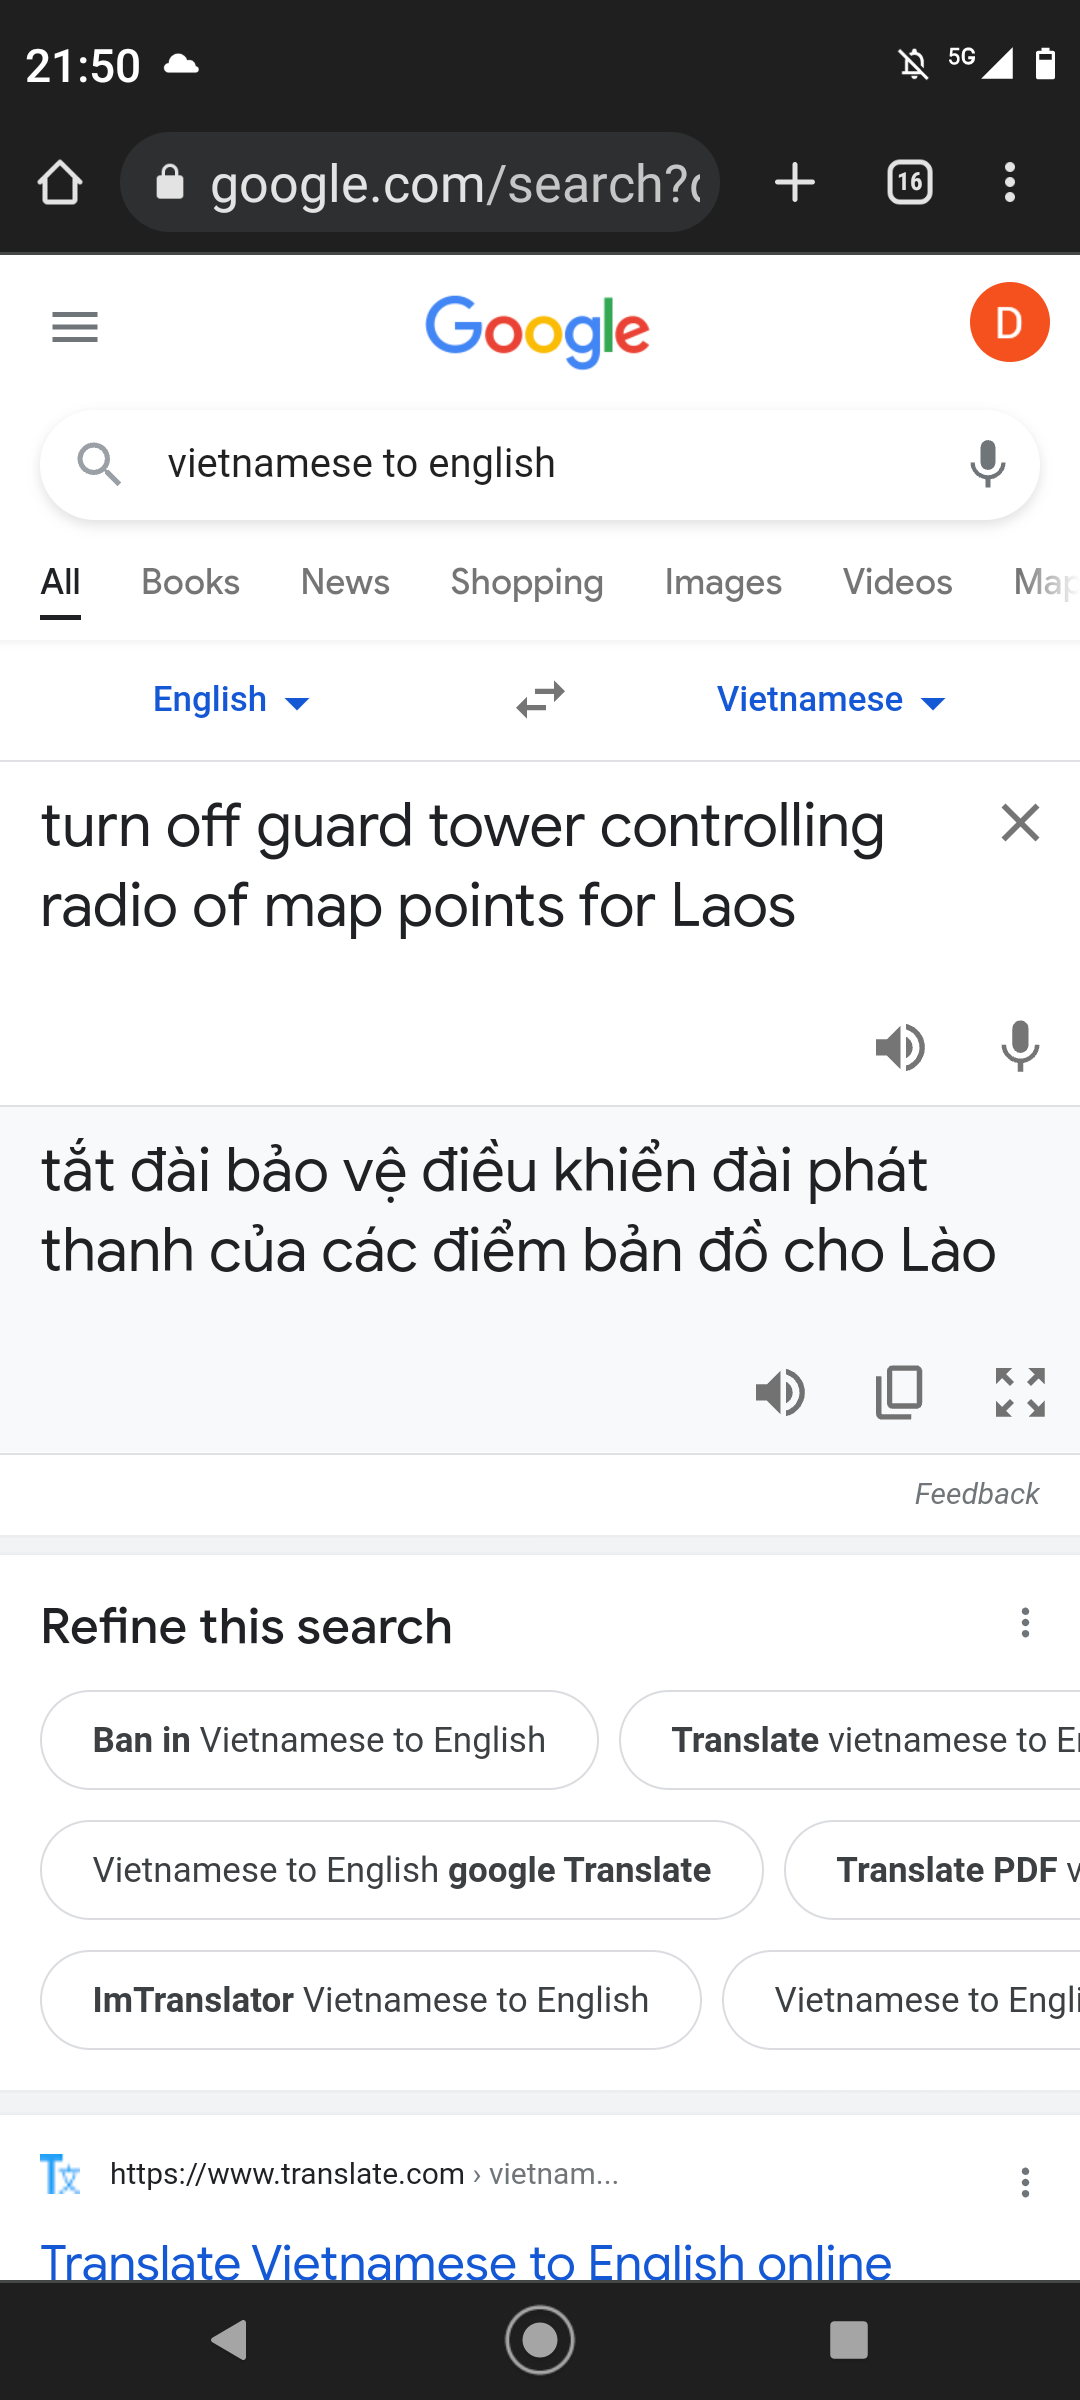 21:50
5G
google.com/search?
16
Google
D
vietnamese to english
All Books News Shopping Images Videos Map
English Vietnamese
turn off guard tower controlling
radio of map points for Laos
tắt đài bảo vệ điều khiển đài phát
thanh của các điểm bản đồ cho Lào
Feedback
Refine this search
Ban in Vietnamese to English
Translate vietnamese to E
Vietnamese to English google Translate
Translate PDF v
ImTranslator Vietnamese to English
Vietnamese to Engli
https://www.translate.com › vietnam...
Translate Vietnamese to English online